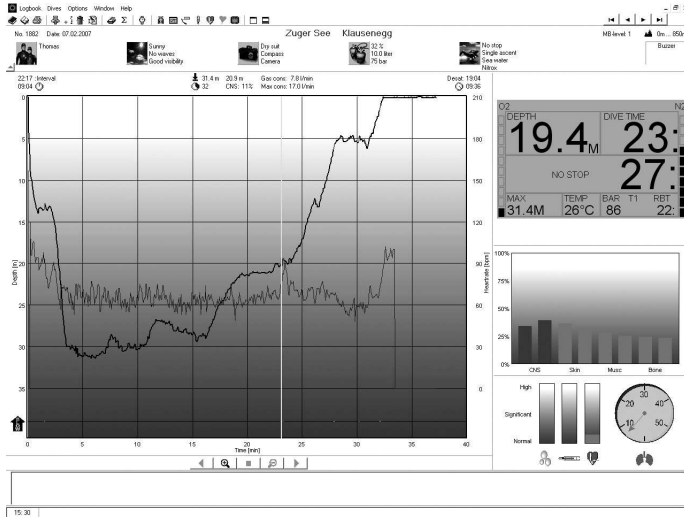 Logbook Dives Options Window Help
No. 1882 Date: 07.02.2007 Zuger See Klausenegg MB-level: 1 0m... 850m
Thomas
Sunny
No waves
Good visibility
Dry suit
Compass
Camera
32 %
10.0 liter
75 bar
No stop
Single ascent
Sea water
Nitrox
Buzzer
22:17 :Interval 31.4 m 20.9 m Gas cons: 7.8 l/min Desat: 19:04
09:04 32 CNS: 11% Max cons: 17.0 l/min 09:36
0 5 10 15 20 25 30 35
Depth [m]
210 180 150 120 90 60 30 0
Heartrate [bpm]
0 5 10 15 20 25 30 35 40
Time [min]
O2 N2
DEPTH DIVE TIME
19.4M 23:
NO STOP 27:
MAX TEMP BAR T1 RBT
31.4M 26°C 86 22:
100%
75%
50%
25%
0%
CNS Skin Musc Bone
High
Significant
Normal
10 20 30 40 50
15: 30